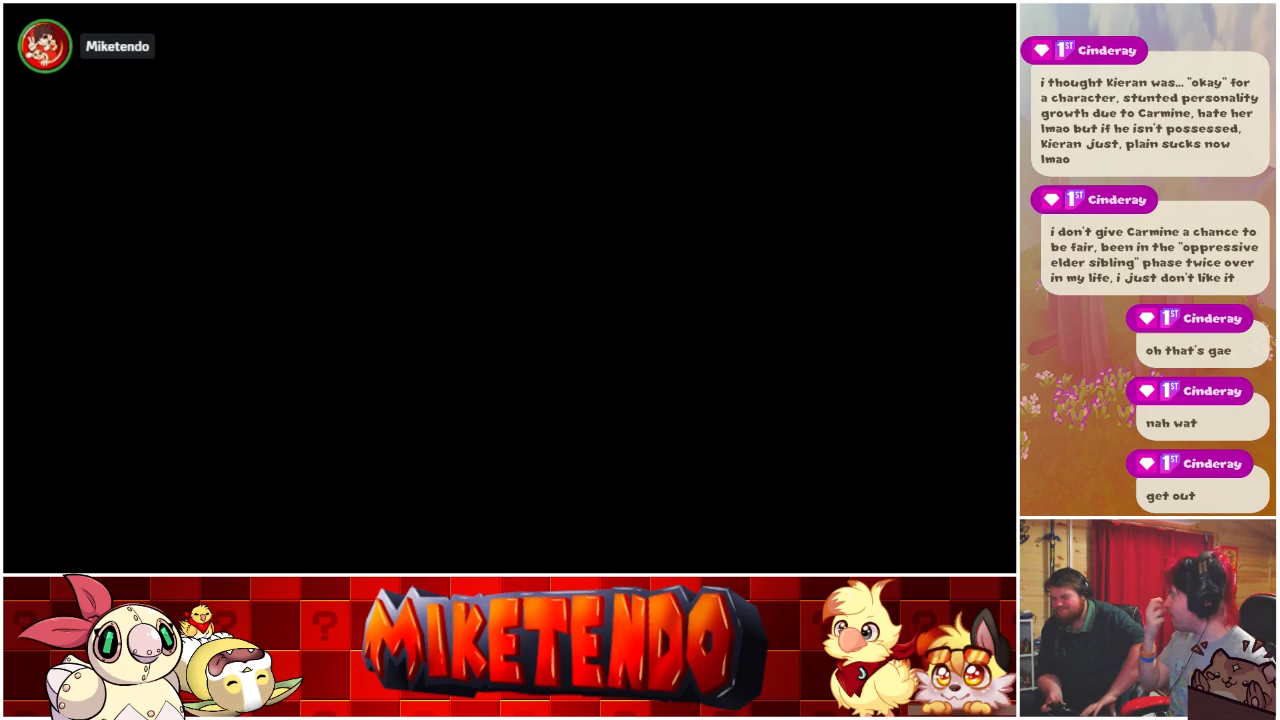 Miketendo
1ST Cinderay
i thought Kieran was... "okay" for
a character, stunted personality
growth due to Carmine, hate her
lmao but if he isn't possessed,
Kieran just, plain sucks now
lmao
1ST Cinderay
i don't give Carmine a chance to
be fair, been in the "oppressive
elder sibling" phase twice over
in my life, i just don't like it
1ST Cinderay
oh that's gae
1ST Cinderay
nah wat
1ST Cinderay
get out
MIKETENDO